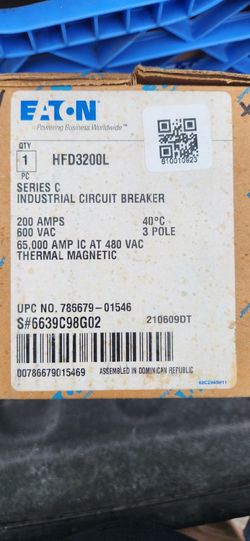 EATON
Powering Business Worldwide
QTY
1 HFD3200L
PC
SERIES C
INDUSTRIAL CIRCUIT BREAKER
200 AMPS 40°C
600 VAC 3 POLE
65,000 AMP IC AT 480 VAC
THERMAL MAGNETIC
UPC NO. 786679-01546
S#6639C98G02 210609DT
00786679015469 ASSEMBLED IN DOMINICAN REPUBLIC